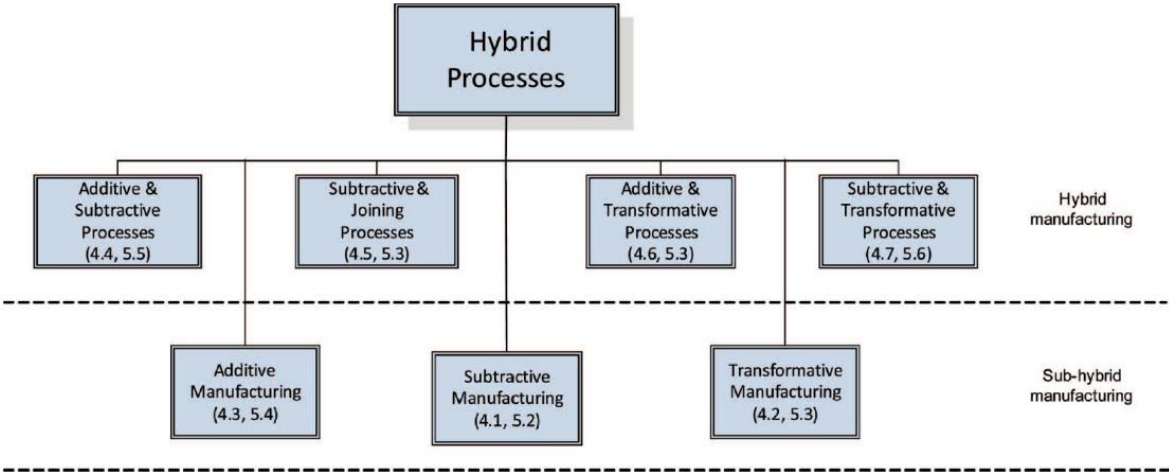 Hybrid
Processes
Additive &
Subtractive
Processes
(4.4, 5.5)
Subtractive &
Joining
Processes
(4.5, 5.3)
Additive &
Transformative
Processes
(4.6, 5.3)
Subtractive &
Transformative
Processes
(4.7, 5.6)
Hybrid
manufacturing
Additive
Manufacturing
(4.3, 5.4)
Subtractive
Manufacturing
(4.1, 5.2)
Transformative
Manufacturing
(4.2, 5.3)
Sub-hybrid
manufacturing